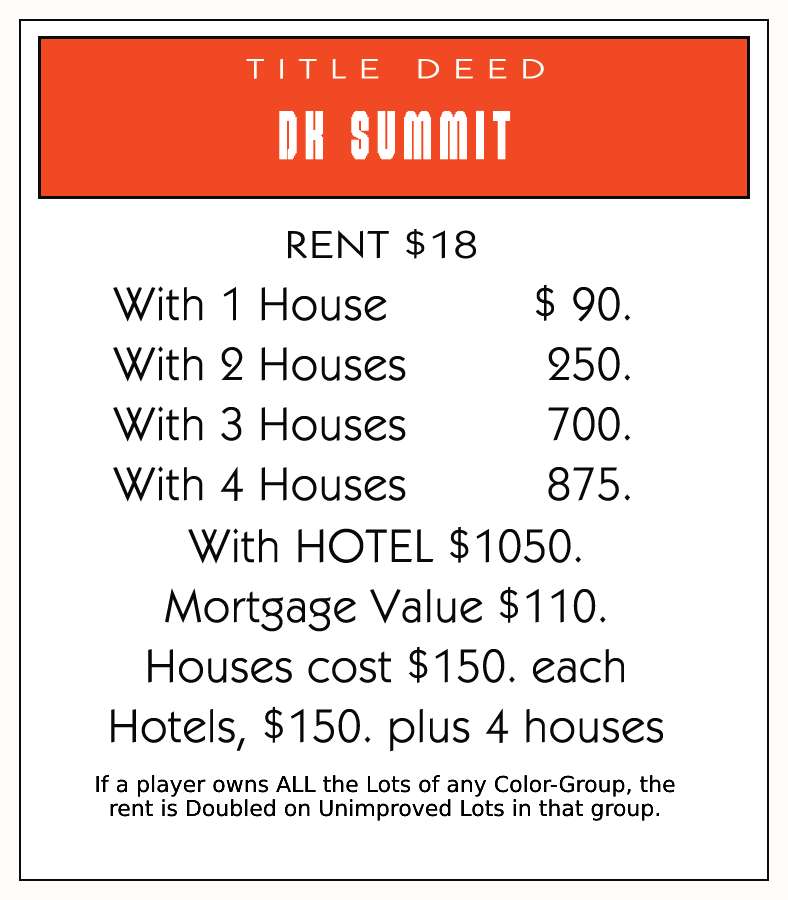 TITLE DEED
DK SUMMIT
RENT $18
With 1 House $ 90.
With 2 Houses 250.
With 3 Houses 700.
With 4 Houses 875.
With HOTEL $1050.
Mortgage Value $110.
Houses cost $150. each
Hotels, $150. plus 4 houses
If a player owns ALL the Lots of any Color-Group, the
rent is Doubled on Unimproved Lots in that group.